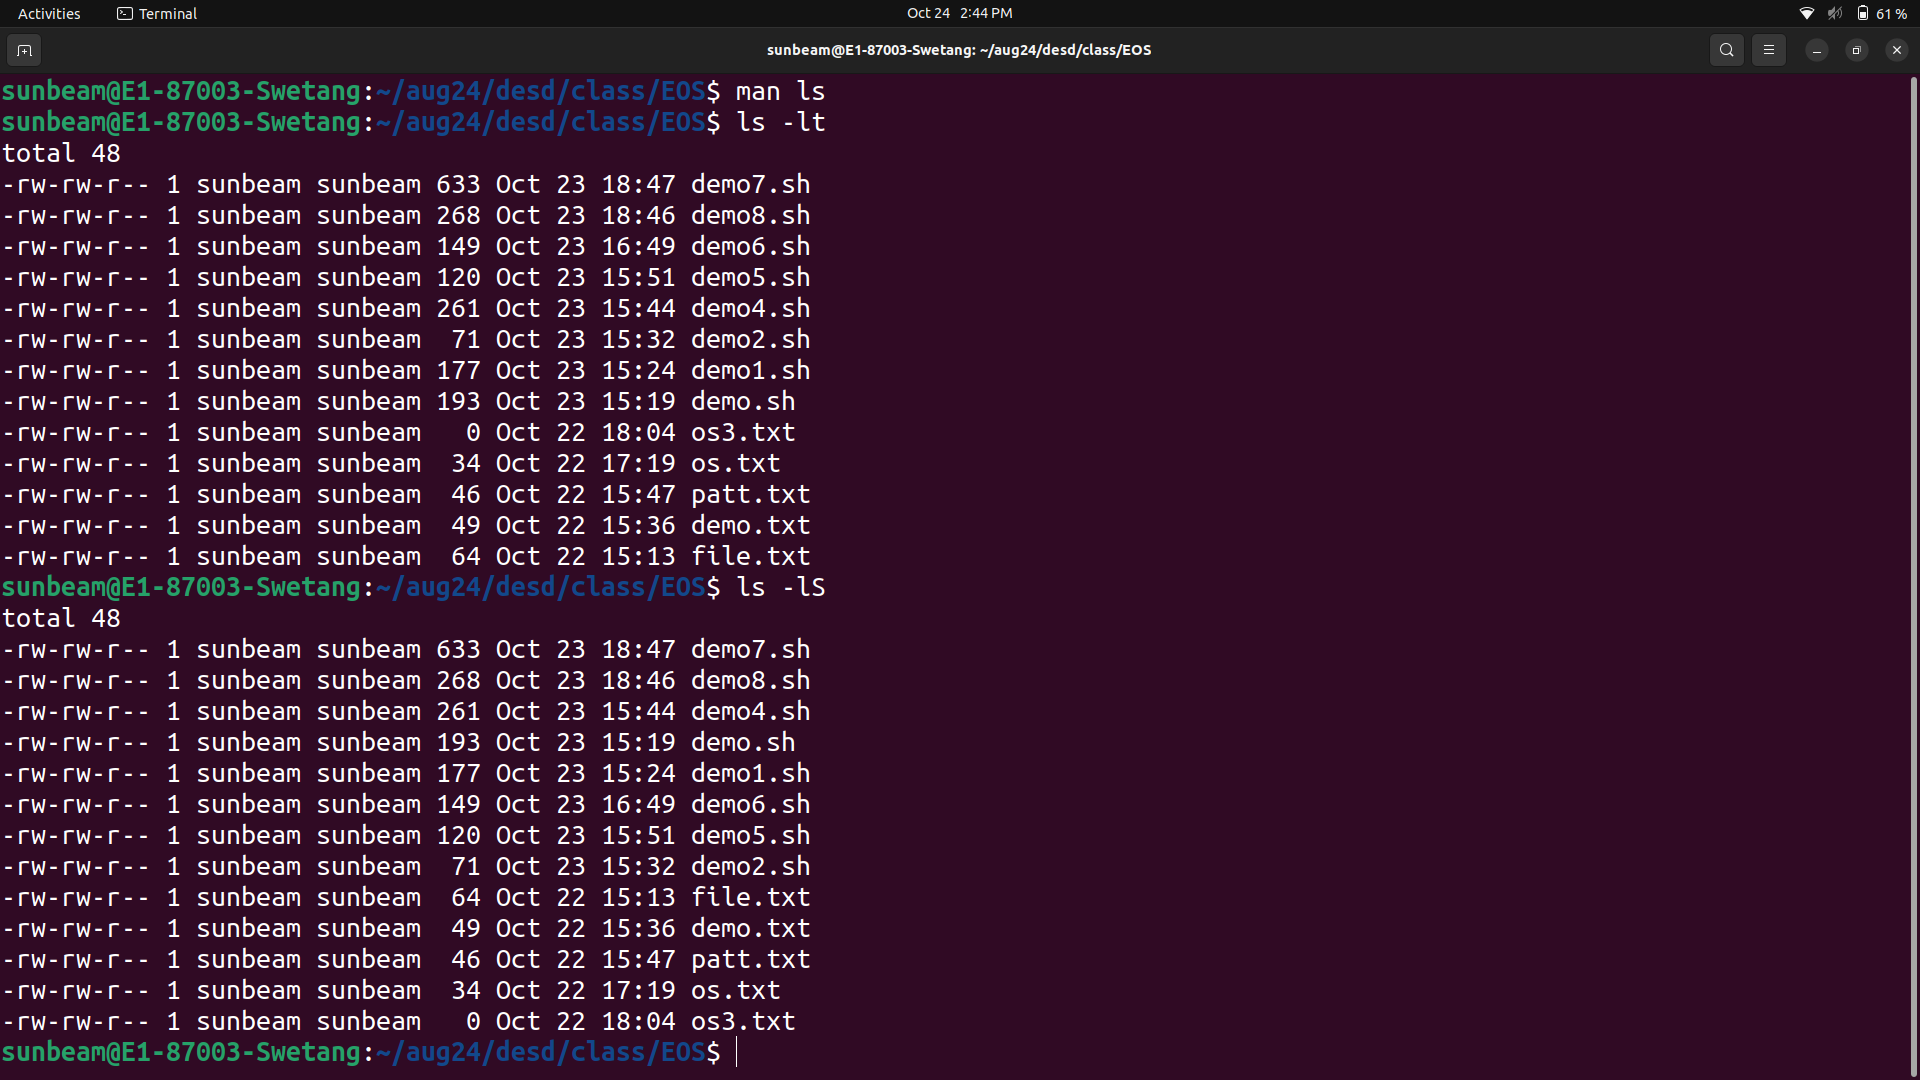 Activities Terminal Oct 24 2:44 PM 61 %
sunbeam@E1-87003-Swetang: ~/aug24/desd/class/EOS
sunbeam@E1-87003-Swetang:~/aug24/desd/class/EOS$ man ls
sunbeam@E1-87003-Swetang:~/aug24/desd/class/EOS$ ls -lt
total 48
-rw-rw-r-- 1 sunbeam sunbeam 633 Oct 23 18:47 demo7.sh
-rw-rw-r-- 1 sunbeam sunbeam 268 Oct 23 18:46 demo8.sh
-rw-rw-r-- 1 sunbeam sunbeam 149 Oct 23 16:49 demo6.sh
-rw-rw-r-- 1 sunbeam sunbeam 120 Oct 23 15:51 demo5.sh
-rw-rw-r-- 1 sunbeam sunbeam 261 Oct 23 15:44 demo4.sh
-rw-rw-r-- 1 sunbeam sunbeam  71 Oct 23 15:32 demo2.sh
-rw-rw-r-- 1 sunbeam sunbeam 177 Oct 23 15:24 demo1.sh
-rw-rw-r-- 1 sunbeam sunbeam 193 Oct 23 15:19 demo.sh
-rw-rw-r-- 1 sunbeam sunbeam   0 Oct 22 18:04 os3.txt
-rw-rw-r-- 1 sunbeam sunbeam  34 Oct 22 17:19 os.txt
-rw-rw-r-- 1 sunbeam sunbeam  46 Oct 22 15:47 patt.txt
-rw-rw-r-- 1 sunbeam sunbeam  49 Oct 22 15:36 demo.txt
-rw-rw-r-- 1 sunbeam sunbeam  64 Oct 22 15:13 file.txt
sunbeam@E1-87003-Swetang:~/aug24/desd/class/EOS$ ls -lS
total 48
-rw-rw-r-- 1 sunbeam sunbeam 633 Oct 23 18:47 demo7.sh
-rw-rw-r-- 1 sunbeam sunbeam 268 Oct 23 18:46 demo8.sh
-rw-rw-r-- 1 sunbeam sunbeam 261 Oct 23 15:44 demo4.sh
-rw-rw-r-- 1 sunbeam sunbeam 193 Oct 23 15:19 demo.sh
-rw-rw-r-- 1 sunbeam sunbeam 177 Oct 23 15:24 demo1.sh
-rw-rw-r-- 1 sunbeam sunbeam 149 Oct 23 16:49 demo6.sh
-rw-rw-r-- 1 sunbeam sunbeam 120 Oct 23 15:51 demo5.sh
-rw-rw-r-- 1 sunbeam sunbeam  71 Oct 23 15:32 demo2.sh
-rw-rw-r-- 1 sunbeam sunbeam  64 Oct 22 15:13 file.txt
-rw-rw-r-- 1 sunbeam sunbeam  49 Oct 22 15:36 demo.txt
-rw-rw-r-- 1 sunbeam sunbeam  46 Oct 22 15:47 patt.txt
-rw-rw-r-- 1 sunbeam sunbeam  34 Oct 22 17:19 os.txt
-rw-rw-r-- 1 sunbeam sunbeam   0 Oct 22 18:04 os3.txt
sunbeam@E1-87003-Swetang:~/aug24/desd/class/EOS$